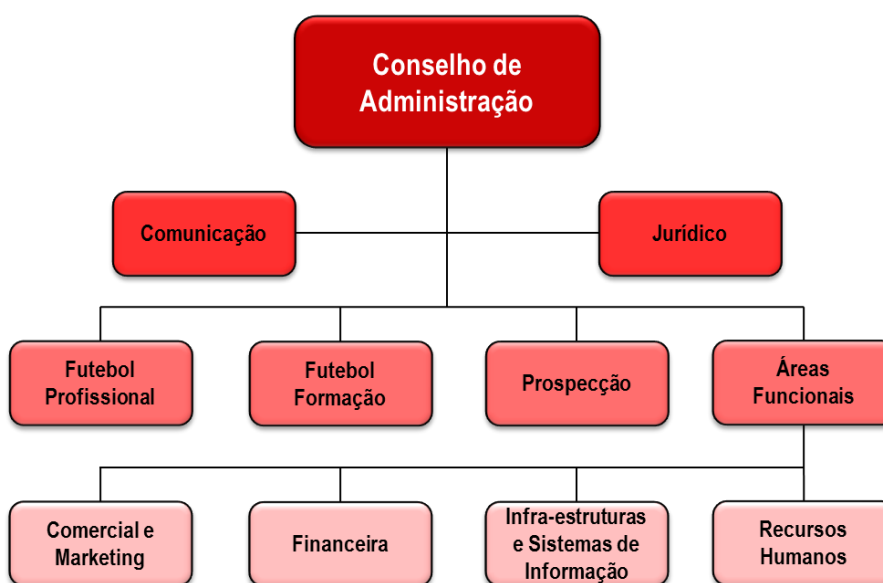 Conselho de
Administração
Comunicação
Jurídico
Futebol
Profissional
Futebol
Formação
Prospecção
Áreas
Funcionais
Comercial e
Marketing
Financeira
Infra-estruturas
e Sistemas de
Informação
Recursos
Humanos